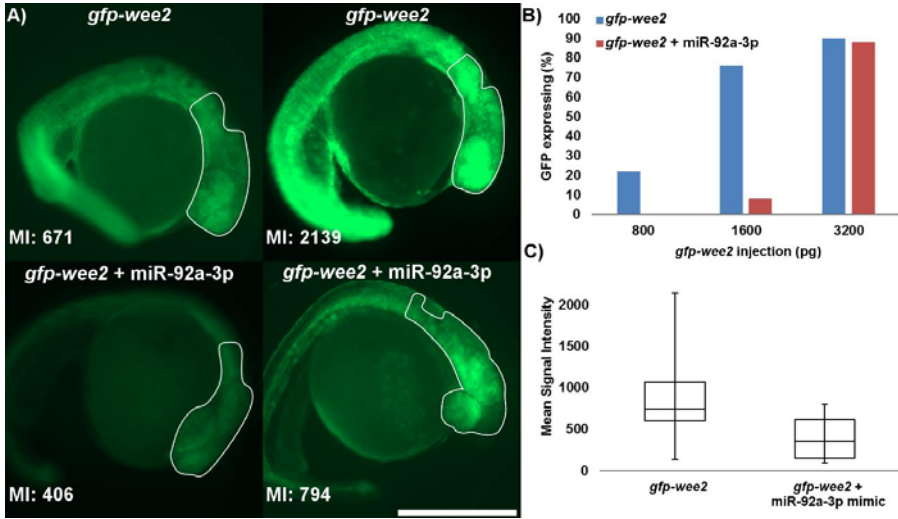 A)
gfp-wee2
gfp-wee2
MI: 671
MI: 2139
gfp-wee2 + miR-92a-3p
gfp-wee2 + miR-92a-3p
MI: 406
MI: 794
B)
gfp-wee2
gfp-wee2 + miR-92a-3p
GFP expressing (%)
100
90
80
70
60
50
40
30
20
10
0
800
1600
3200
gfp-wee2 injection (pg)
C)
Mean Signal Intensity
2000
1500
1000
500
0
gfp-wee2
gfp-wee2 +
miR-92a-3p mimic